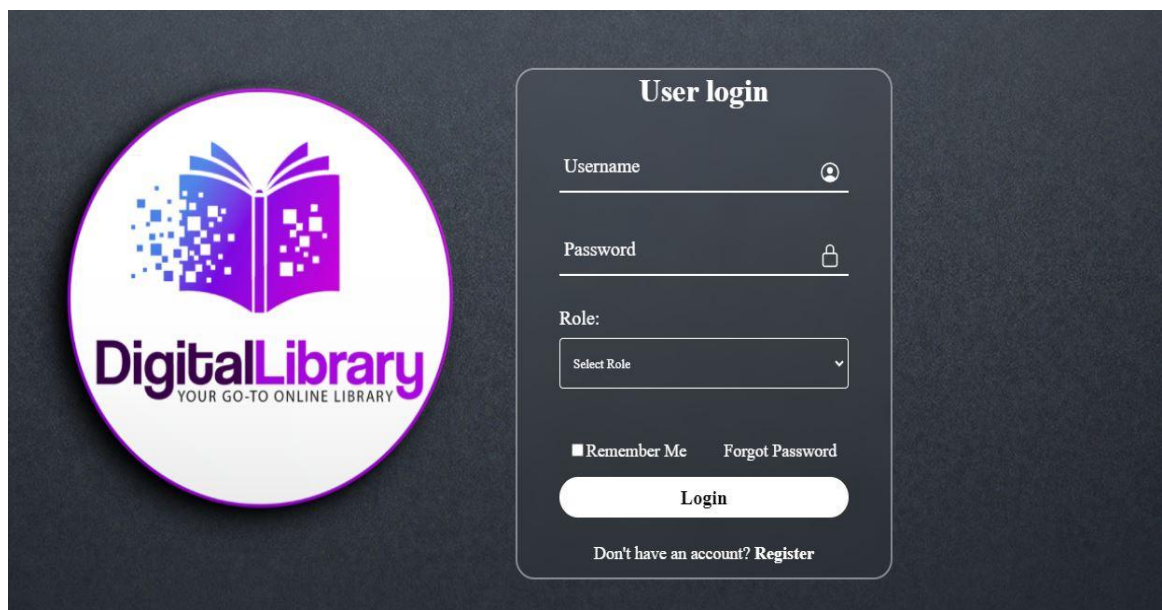 DigitalLibrary
YOUR GO-TO ONLINE LIBRARY
User login
Username
Password
Role:
Select Role
Remember Me Forgot Password
Login
Don't have an account? Register